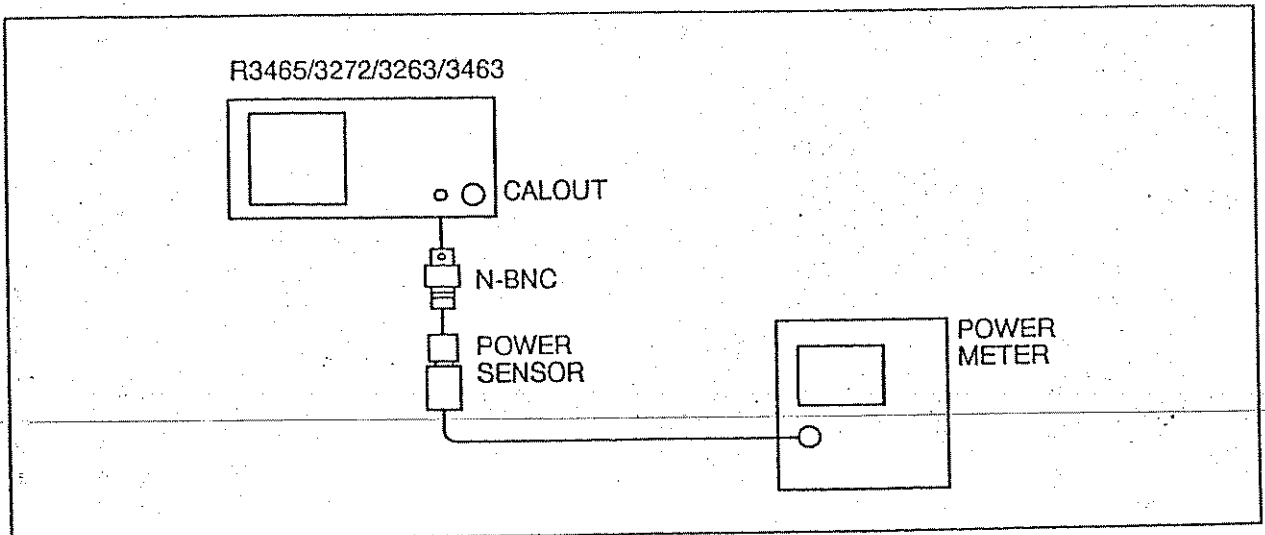 R3465/3272/3263/3463
CALOUT
N-BNC
POWER
SENSOR
POWER
METER